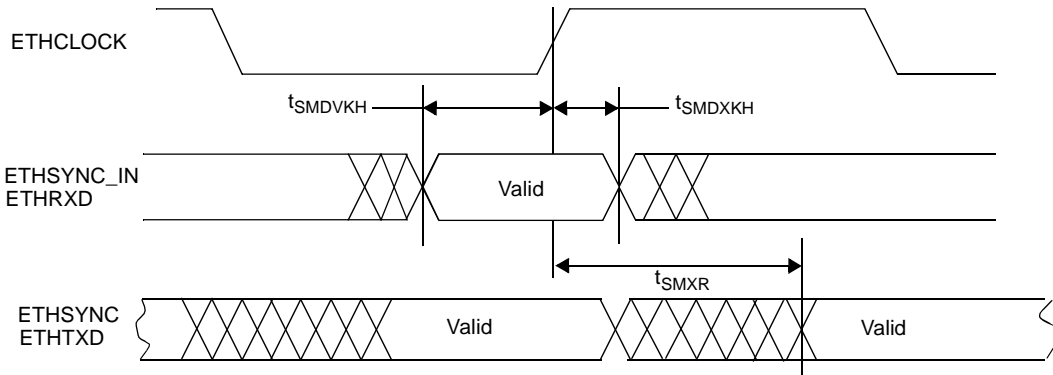 ETHCLOCK
tSMDVKH
tSMDXKH
ETHSYNC_IN
ETHRXD
Valid
tSMXR
ETHSYNC
ETHTXD
Valid
Valid